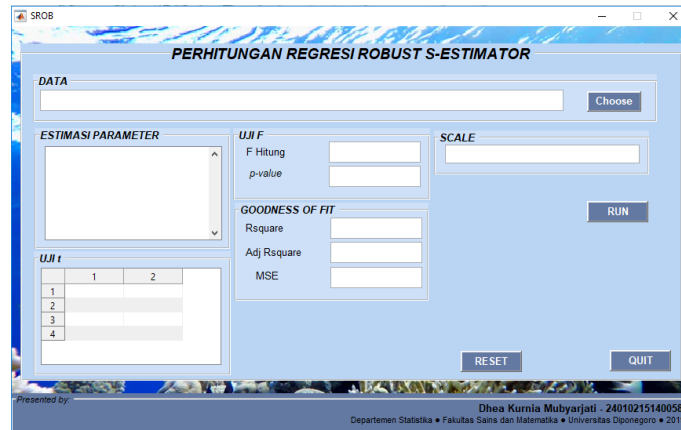 SROB
PERHITUNGAN REGRESI ROBUST S-ESTIMATOR
DATA
Choose
ESTIMASI PARAMETER
UJI F
F Hitung
p-value
SCALE
GOODNESS OF FIT
Rsquare
Adj Rsquare
MSE
RUN
UJI t
1 2
1
2
3
4
RESET
QUIT
Presented by:
Dhea Kurnia Mubyarjati - 24010215140058
Departemen Statistika ● Fakultas Sains dan Matematika ● Universitas Diponegoro ● 201